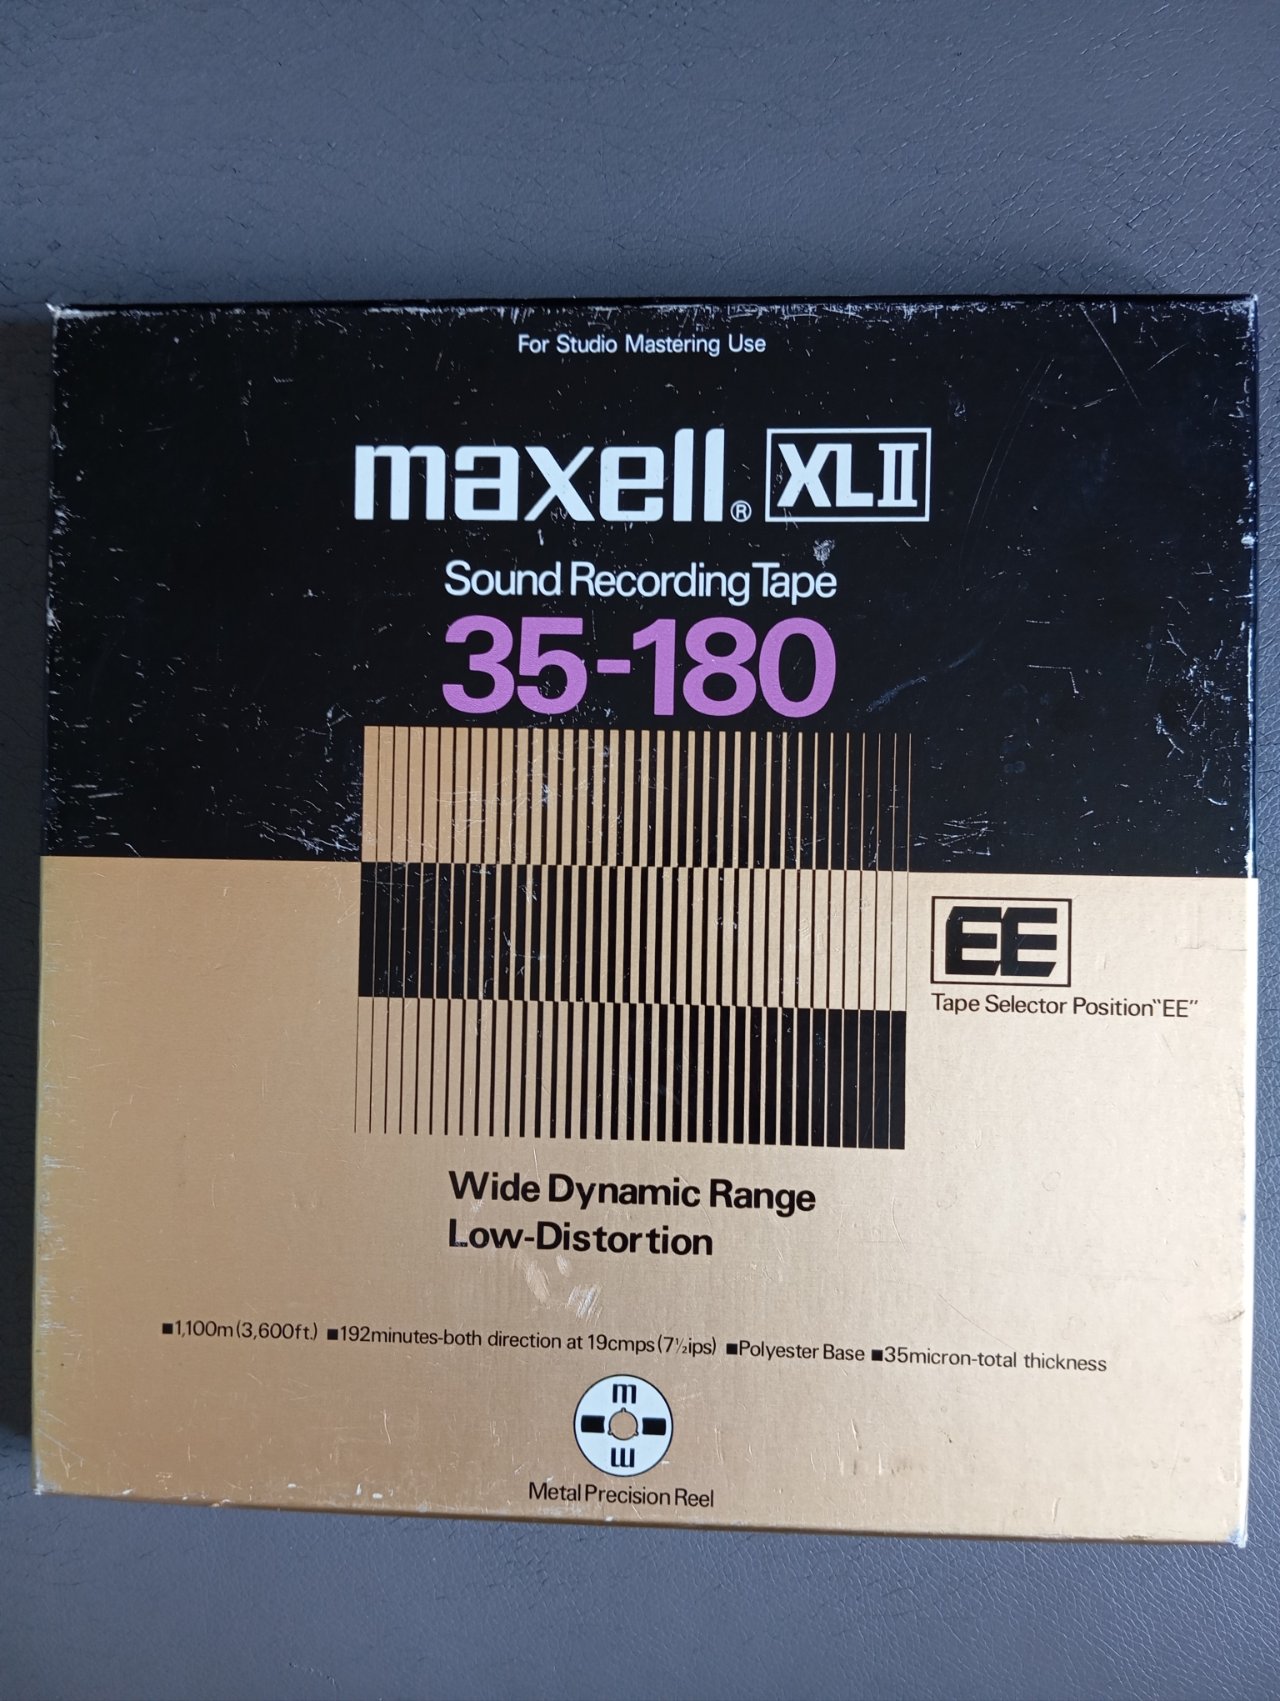 For Studio Mastering Use
maxell® XLII
Sound Recording Tape
35-180
EE
Tape Selector Position"EE"
Wide Dynamic Range
Low-Distortion
■1,100m(3,600ft.) ■192minutes-both direction at 19cmps(7½ips) ■Polyester Base ■35micron-total thickness
m
m
Metal Precision Reel